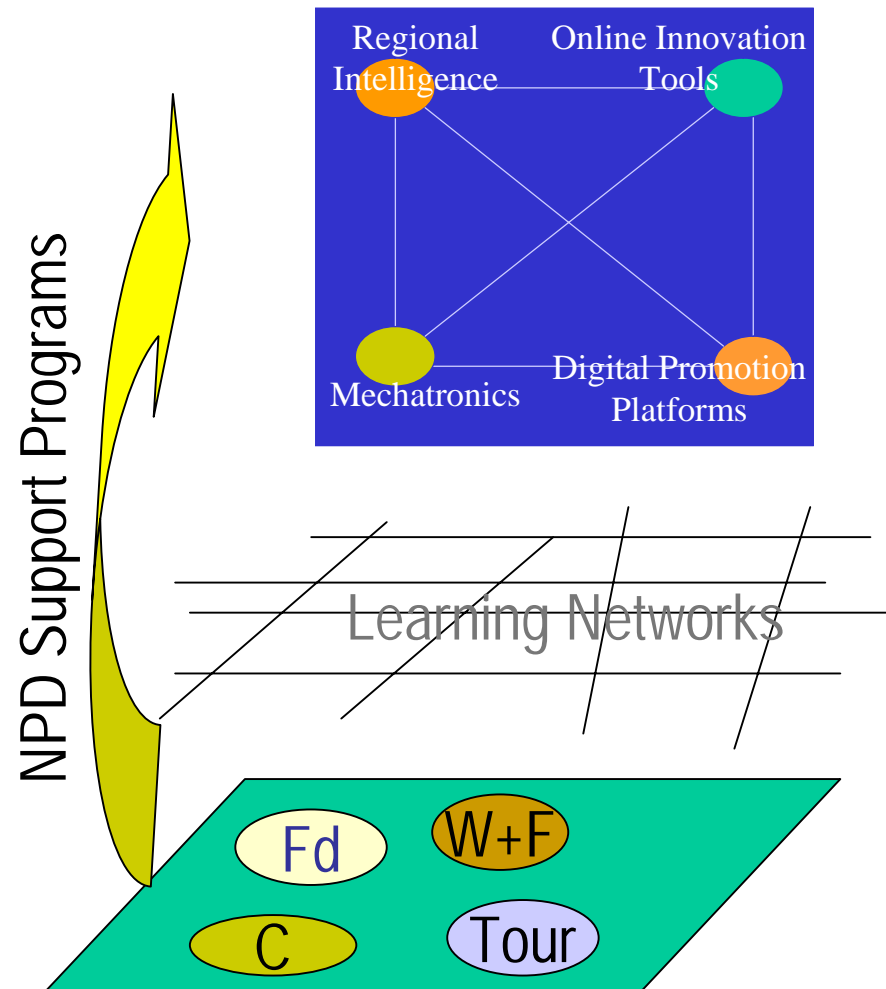 Regional
Intelligence
Online Innovation
Tools
Mechatronics
Digital Promotion
Platforms
NPD Support Programs
Learning Networks
Fd
W+F
C
Tour